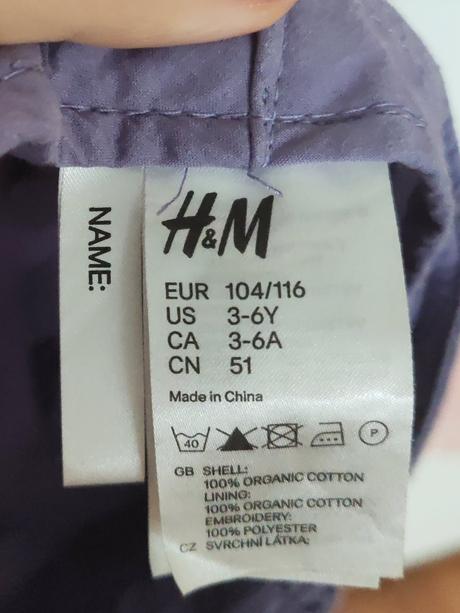 NAME:
H&M
EUR 104/116
US 3-6Y
CA 3-6A
CN 51
Made in China
40
P
GB SHELL:
100% ORGANIC COTTON
LINING:
100% ORGANIC COTTON
EMBROIDERY:
100% POLYESTER
CZ SVRCHNÍ LÁTKA: